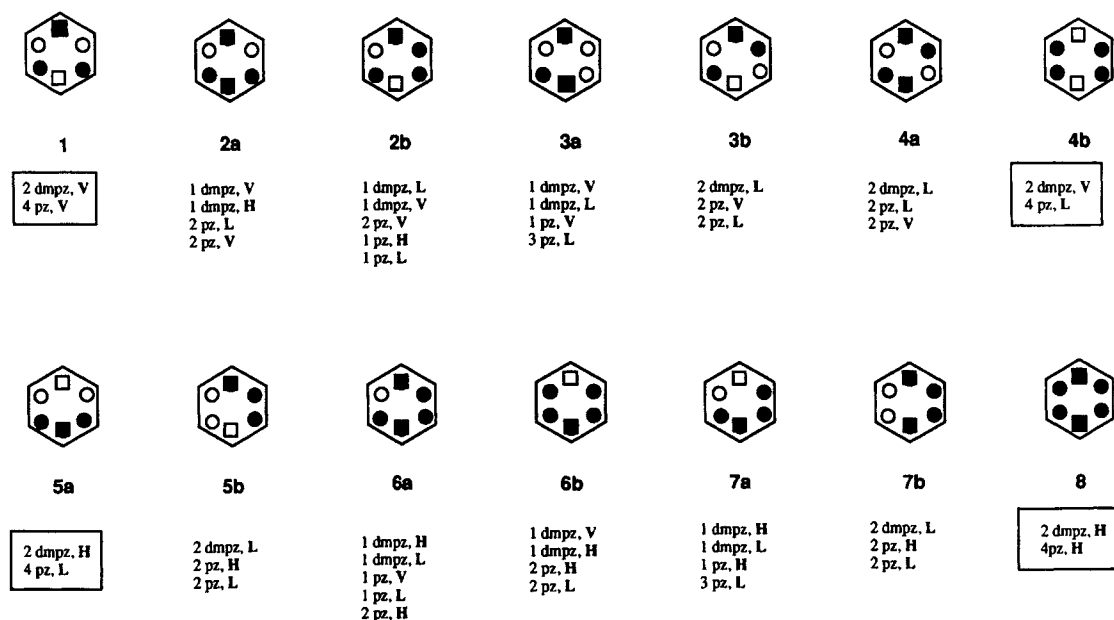 1 2a 2b 3a 3b 4a 4b
2 dmpz, V
4 pz, V
1 dmpz, V
1 dmpz, H
2 pz, L
2 pz, V
1 dmpz, L
1 dmpz, V
2 pz, V
1 pz, H
1 pz, L
1 dmpz, V
1 dmpz, L
1 pz, V
3 pz, L
2 dmpz, L
2 pz, V
2 pz, L
2 dmpz, L
2 pz, L
2 pz, V
2 dmpz, V
4 pz, L
5a 5b 6a 6b 7a 7b 8
2 dmpz, H
4 pz, L
2 dmpz, L
2 pz, H
2 pz, L
1 dmpz, H
1 dmpz, L
1 pz, V
1 pz, L
2 pz, H
1 dmpz, V
1 dmpz, H
2 pz, H
2 pz, L
1 dmpz, H
1 dmpz, L
1 pz, H
3 pz, L
2 dmpz, L
2 pz, H
2 pz, L
2 dmpz, H
4pz, H